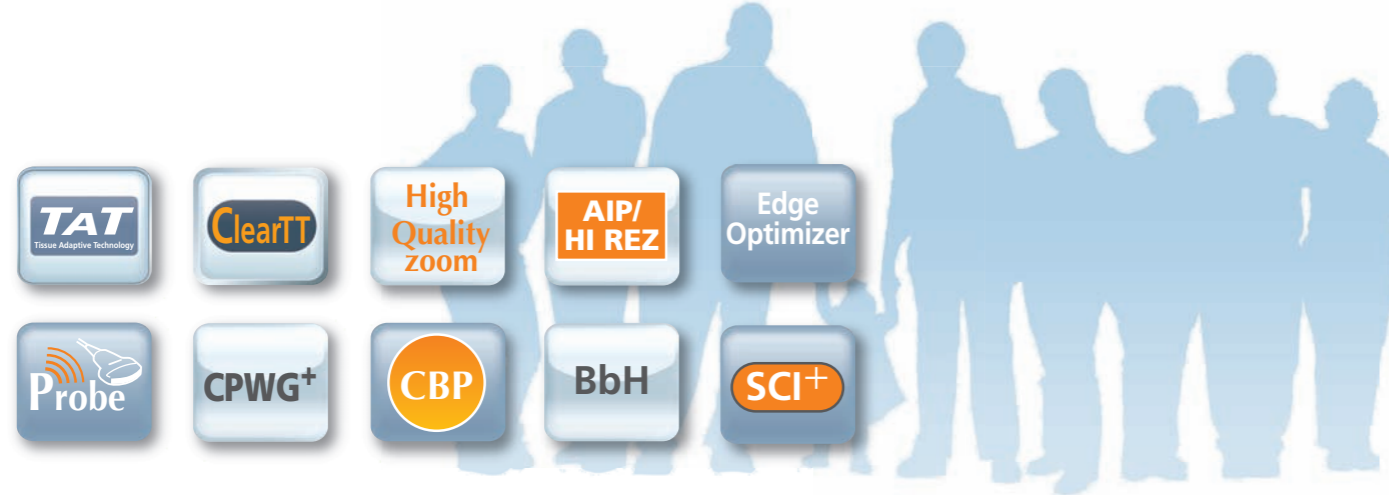 TAT
Tissue Adaptive Technology
ClearTT
High
Quality
zoom
AIP/
HI REZ
Edge
Optimizer
Probe
CPWG+
CBP
BbH
SCI+